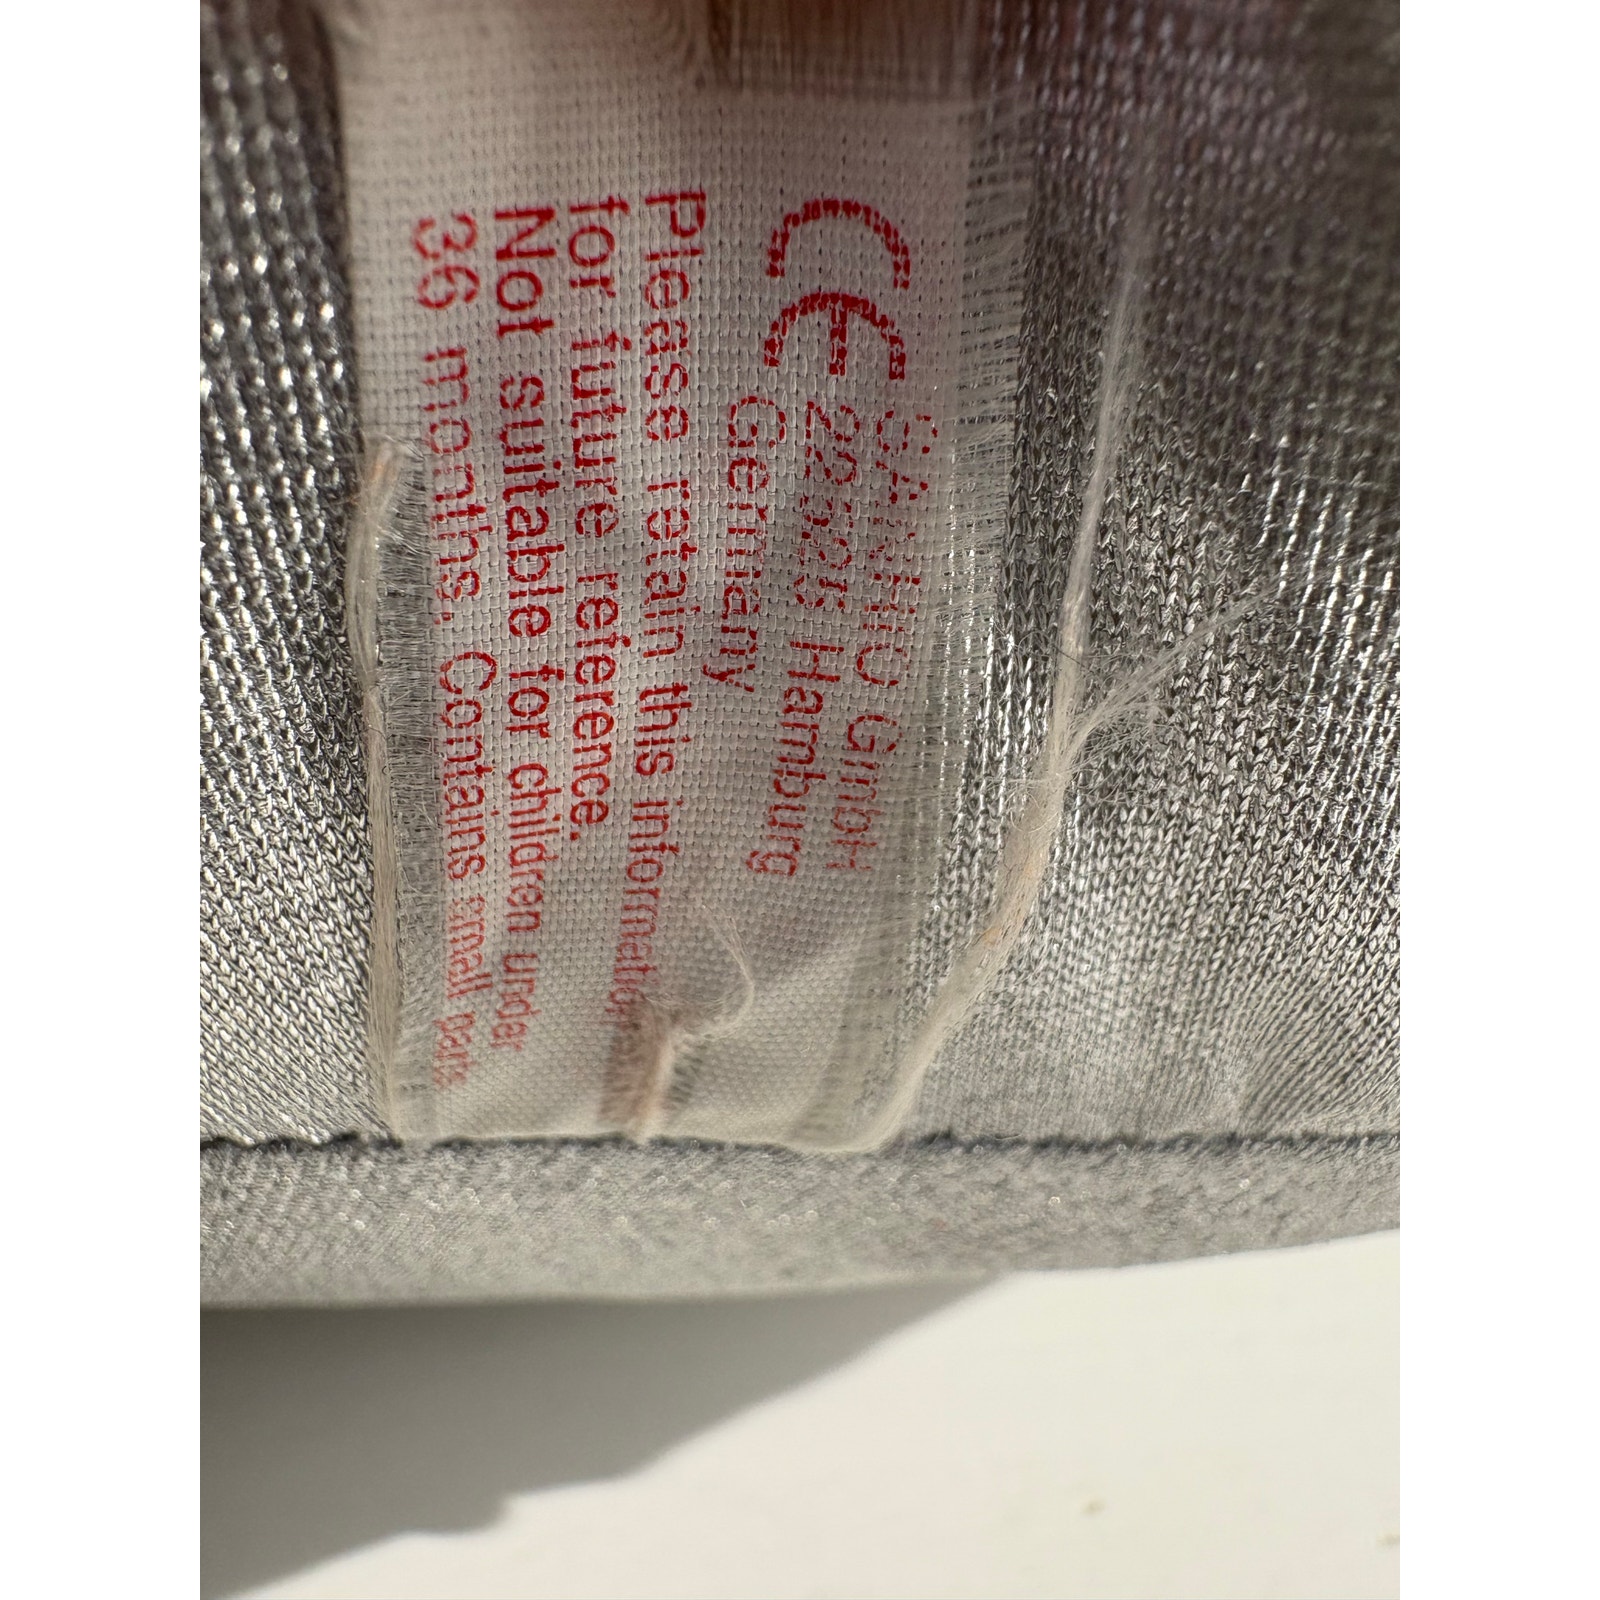 SANRIO GmbH
CE 22525 Hamburg
Germany
Please retain this information
for future reference.
Not suitable for children under
36 months. Contains small parts